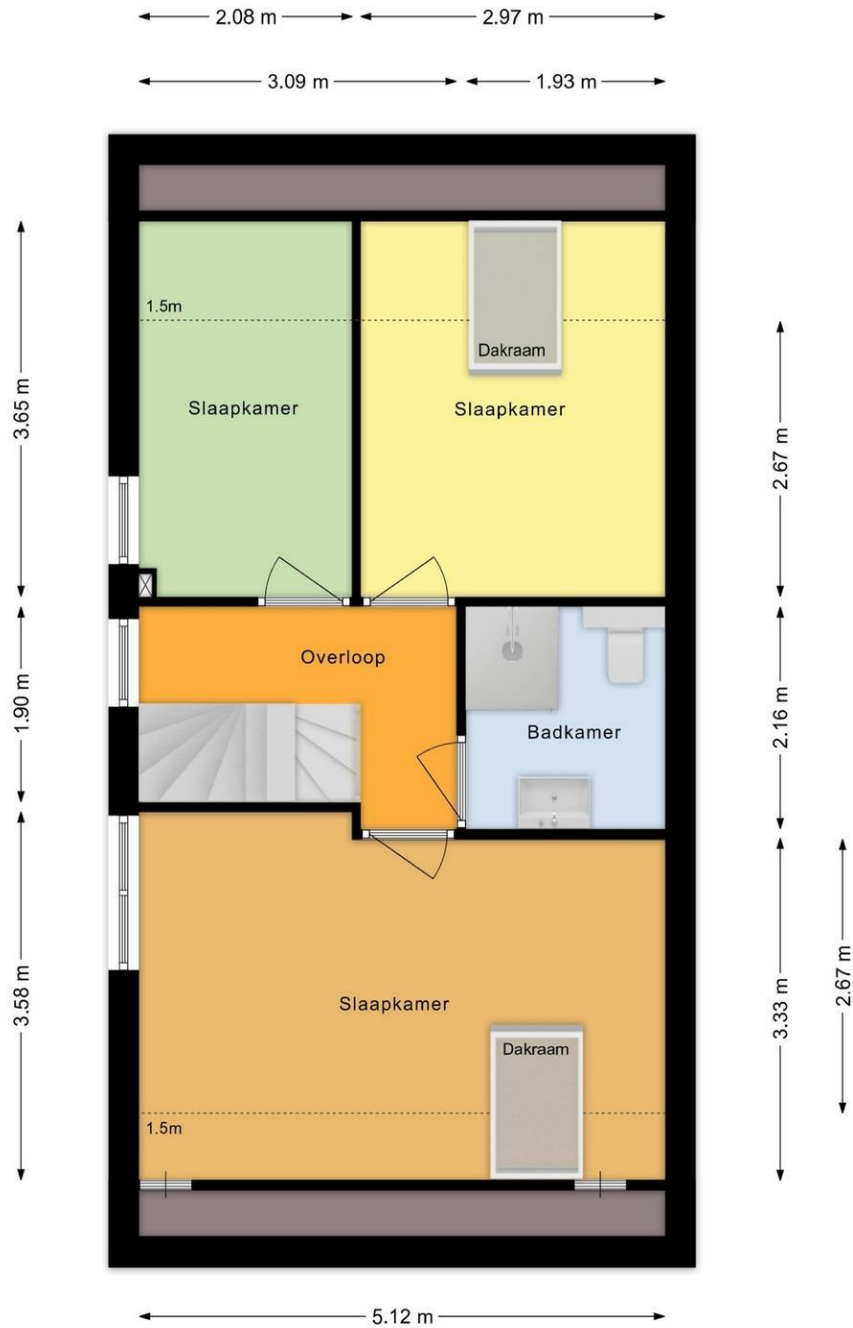 2.08 m
2.97 m
3.09 m
1.93 m
1.5m
Dakraam
Slaapkamer
Slaapkamer
3.65 m
2.67 m
Overloop
1.90 m
Badkamer
2.16 m
Slaapkamer
3.58 m
3.33 m
2.67 m
Dakraam
1.5m
5.12 m